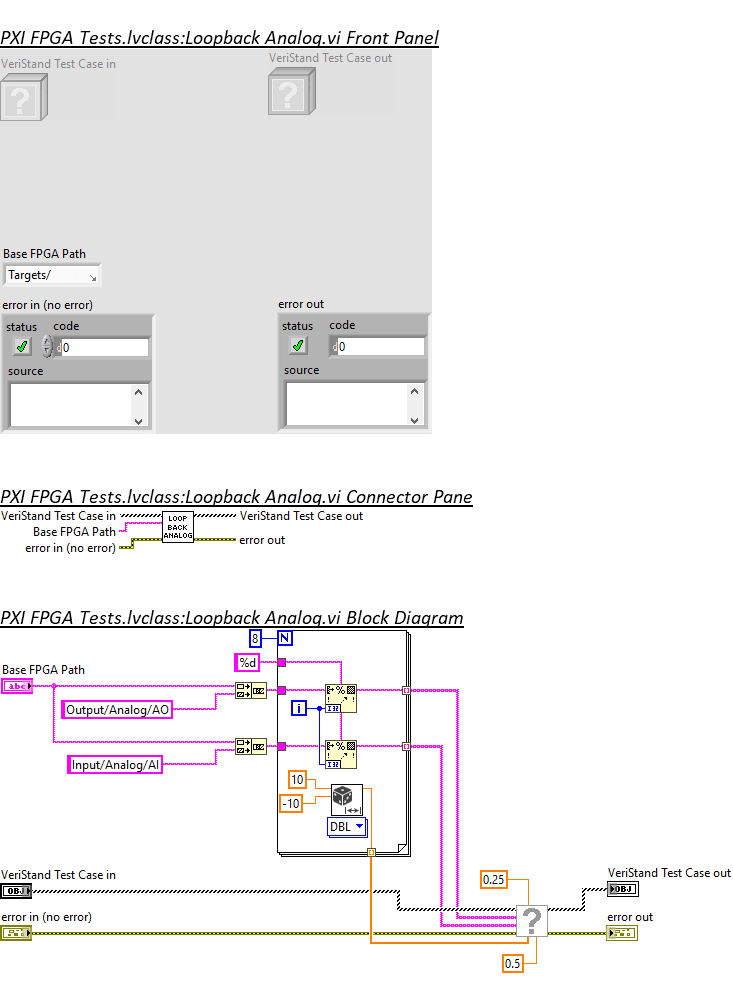 PXI FPGA Tests.lvclass:Loopback Analog.vi Front Panel
VeriStand Test Case in
VeriStand Test Case out
?
?
Base FPGA Path
Targets/
error in (no error)
error out
status code
0
status code
0
source
source
PXI FPGA Tests.lvclass:Loopback Analog.vi Connector Pane
VeriStand Test Case in
LOOP BACK ANALOG
VeriStand Test Case out
Base FPGA Path
error in (no error)
error out
PXI FPGA Tests.lvclass:Loopback Analog.vi Block Diagram
8
N
%d
Base FPGA Path
abc
Output/Analog/AO
%
i
I32
Input/Analog/AI
%
I32
10
-10
DBL
VeriStand Test Case in
OBJ
0.25
VeriStand Test Case out
OBJ
error in (no error)
?
error out
0.5